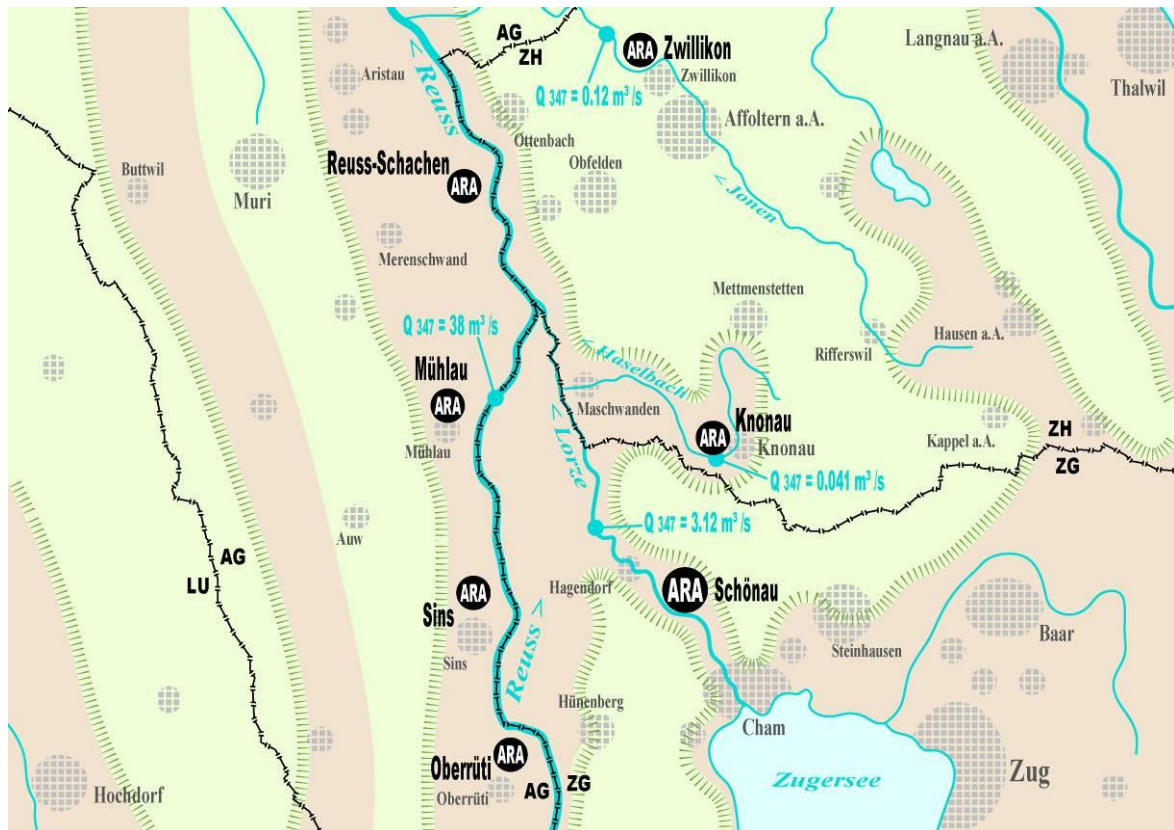 AG
ZH
< Reuss
Aristau
ARA
Zwillikon
Zwillikon
Langnau a.A.
Thalwil
Q 347 = 0.12 m³/s
Affoltern a.A.
Ottenbach
Obfelden
Buttwil
Muri
Reuss-Schachen
ARA
< Jonen
Merenschwand
Mettmenstetten
Q 347 = 38 m³/s
Hausen a.A.
Rifferswil
< Haselbach
Mühlau
ARA
Mühlau
Maschwanden
< Lorze
ARA
Knonau
Knonau
Kappel a.A.
ZH
ZG
Q 347 = 0.041 m³/s
Q 347 = 3.12 m³/s
Auw
AG
LU
Hagendorf
ARA
Schönau
Sins
ARA
Sins
Reuss >
Steinhausen
Baar
Hünenberg
Cham
Oberrüti
ARA
Oberrüti
AG
ZG
Zugersee
Zug
Hochdorf